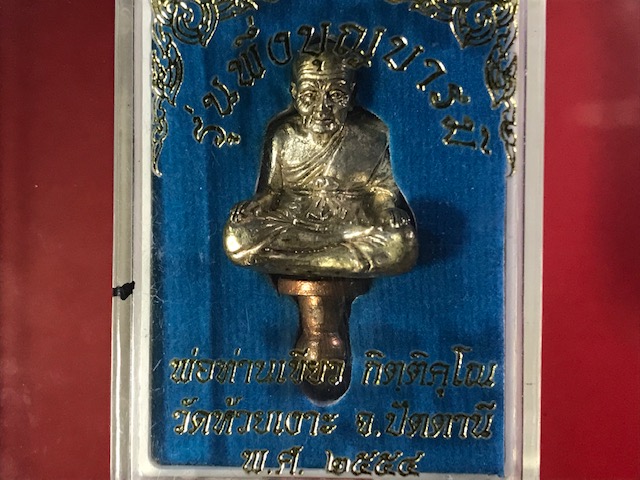 รุ่นพึ่งบุญบารมี
พ่อท่านเขียว กิตฺติคุโณ
วัดห้วยเงาะ จ.ปัตตานี
พ.ศ. ๒๕๕๔